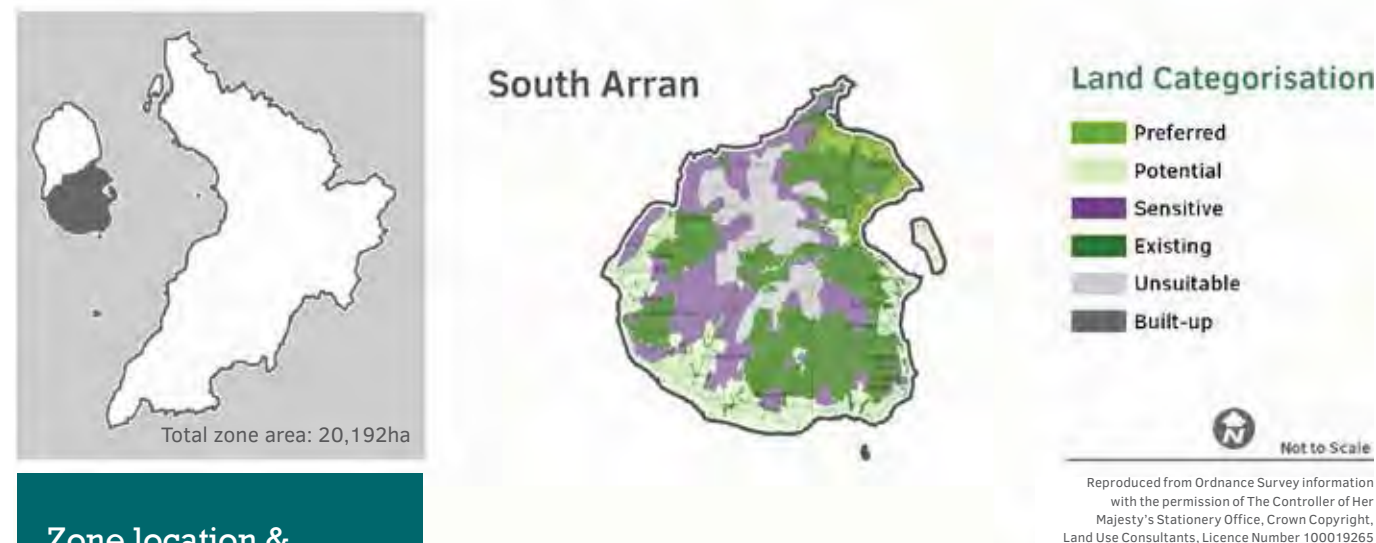 Total zone area: 20,192ha
Zone location &
South Arran
Land Categorisation
Preferred
Potential
Sensitive
Existing
Unsuitable
Built-up
N
Not to Scale
Reproduced from Ordnance Survey information
with the permission of The Controller of Her
Majesty's Stationery Office, Crown Copyright,
Land Use Consultants, Licence Number 100019265